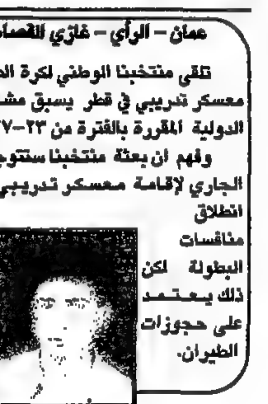 عمان - الرأي - غازي القصا
تلقى منتخبنا الوطني لكرة ال
معسكر تدريبي في قطر يسبق مش
الدولية المقررة بالفترة من ٢٣-٧
وفهم ان بعثة منتخبنا ستتوج
الجاري لإقامة معسكر تدريبي
انطلاق
منافسات
البطولة لكن
ذلك يعتمد
على حجوزات
الطيران.